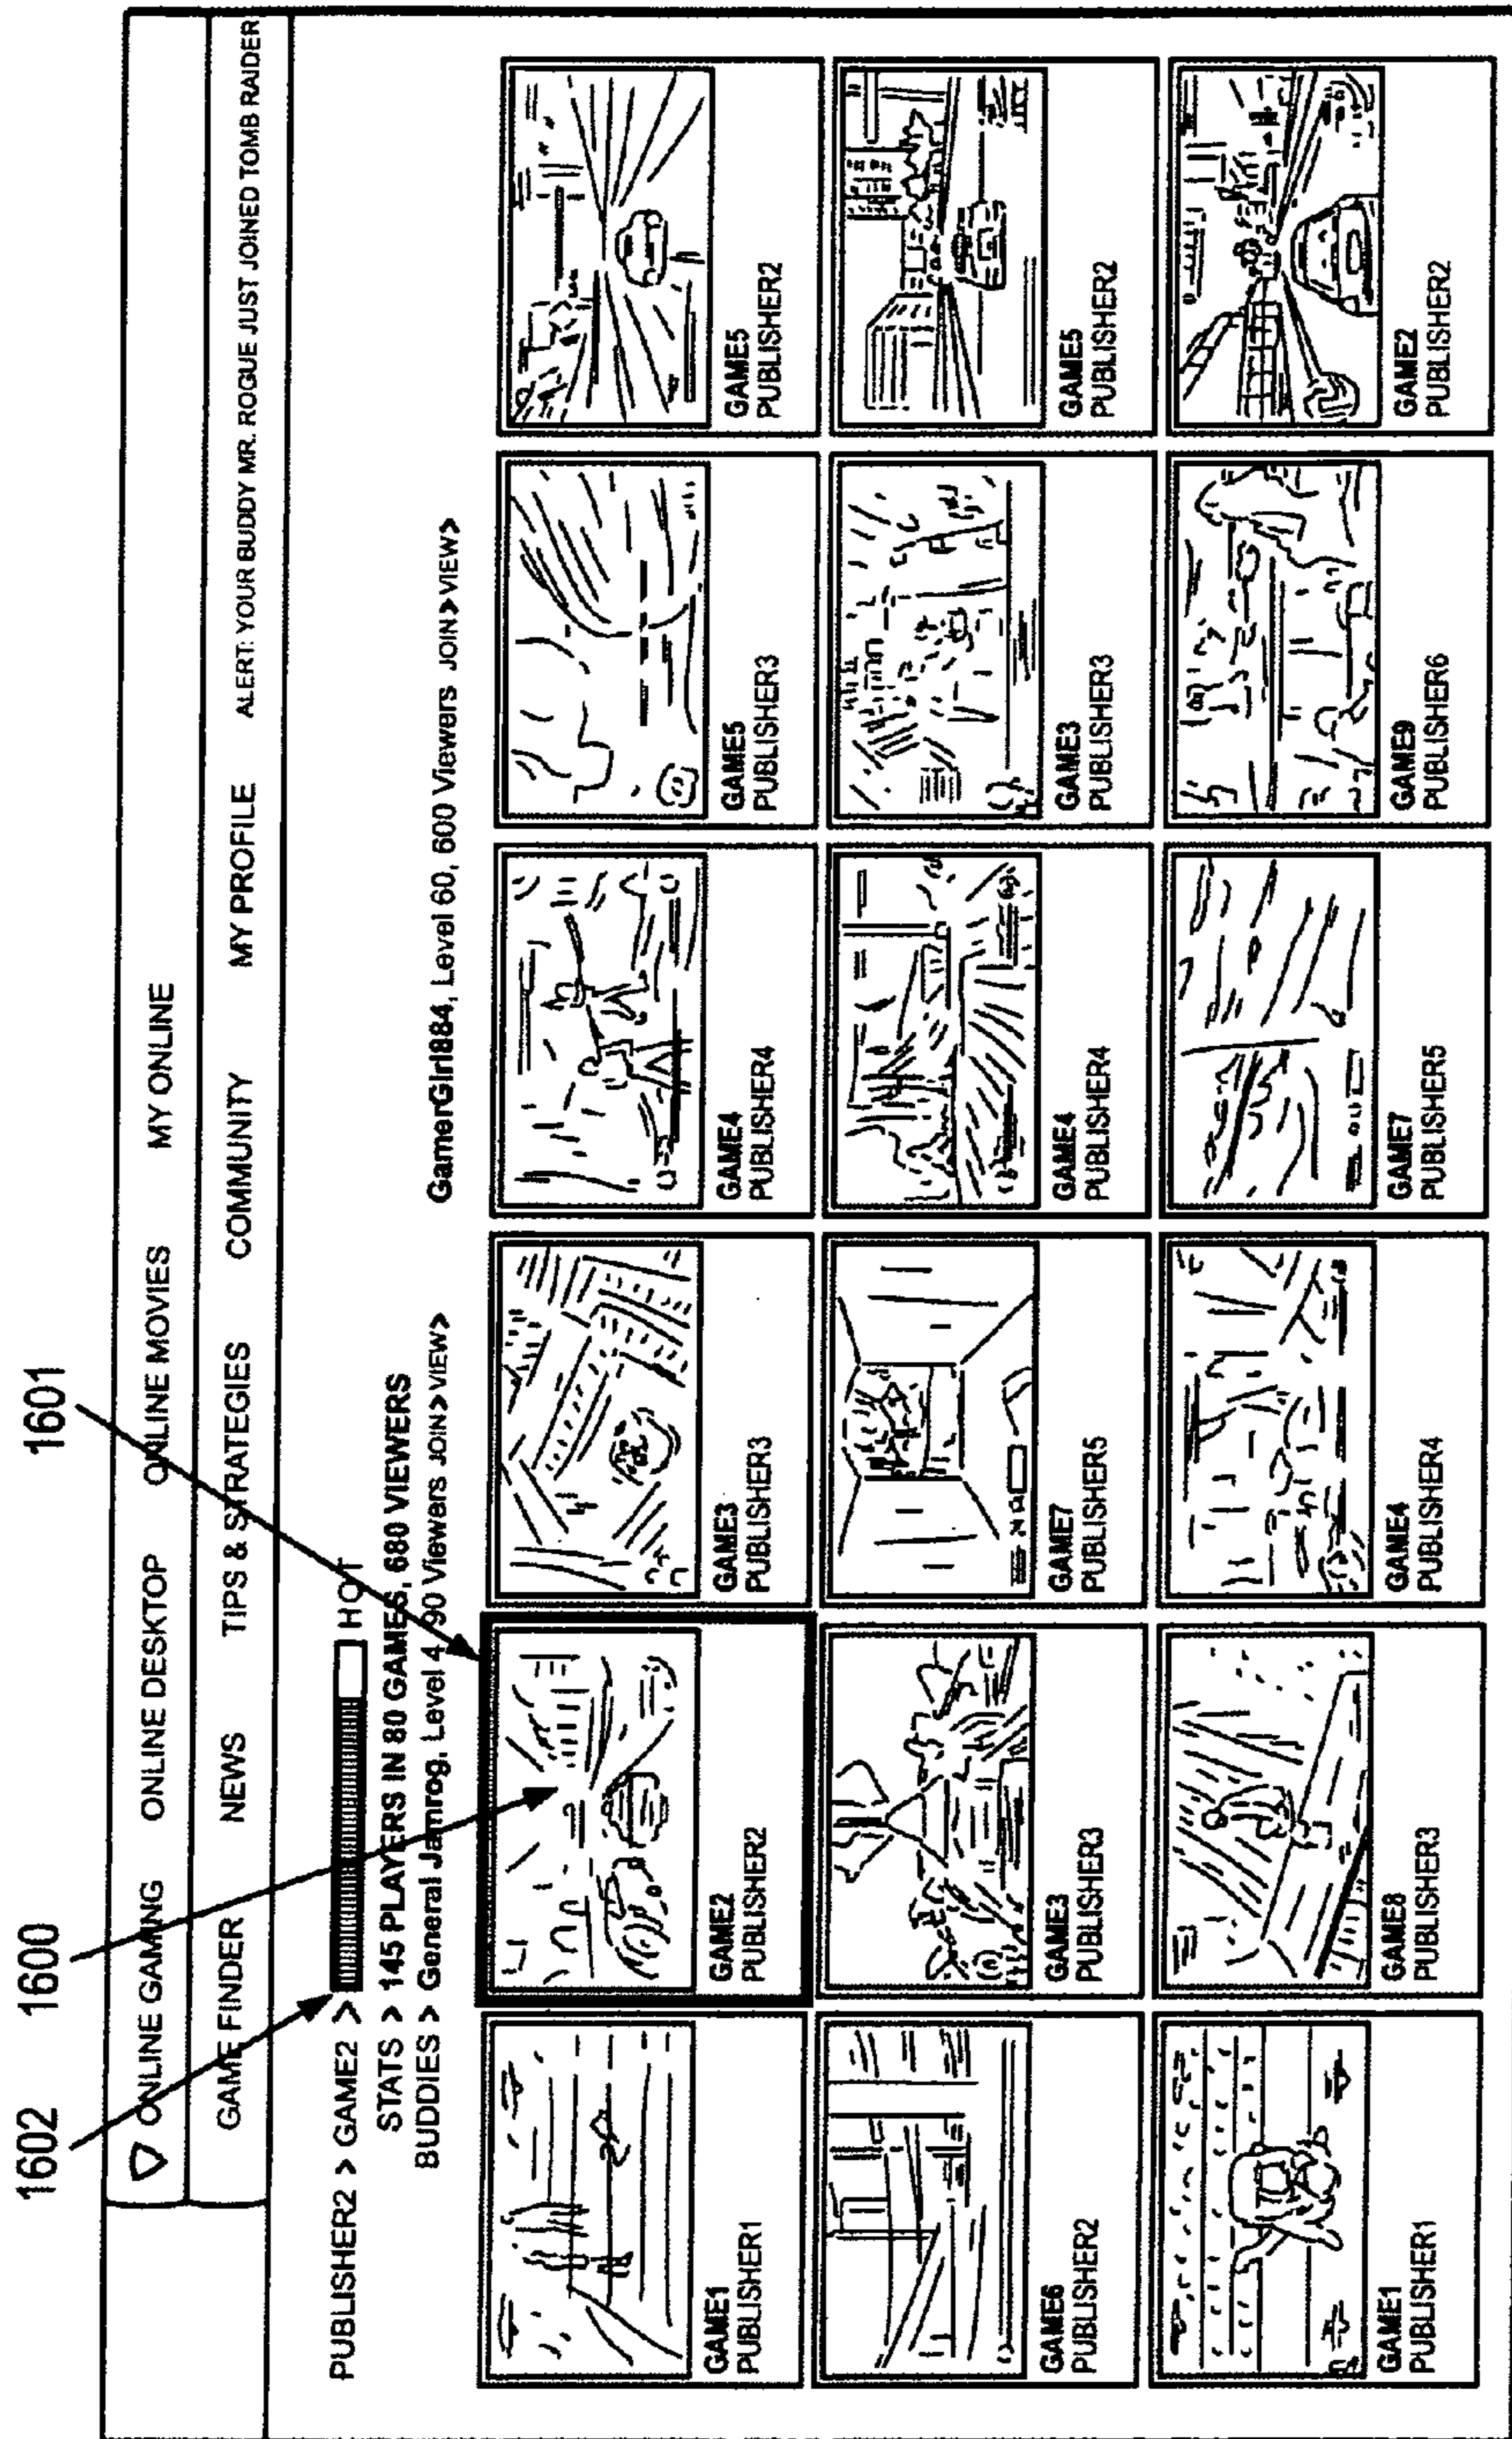 1602 1600 1601
ONLINE GAMING ONLINE DESKTOP ONLINE MOVIES MY ONLINE
GAME FINDER NEWS TIPS & STRATEGIES COMMUNITY MY PROFILE ALERT: YOUR BUDDY MR. ROGUE JUST JOINED TOMB RAIDER
PUBLISHER2 > GAME2 > HOT
STATS > 145 PLAYERS IN 80 GAMES, 680 VIEWERS
BUDDIES > General Jamrog, Level 4, 90 Viewers JOIN>VIEW> GamerGirl884, Level 60, 600 Viewers JOIN>VIEW>
GAME1 GAME2 GAME3 GAME4 GAME5 GAME5
PUBLISHER1 PUBLISHER2 PUBLISHER3 PUBLISHER4 PUBLISHER3 PUBLISHER2
GAME6 GAME3 GAME7 GAME4 GAME3 GAME5
PUBLISHER2 PUBLISHER3 PUBLISHER5 PUBLISHER4 PUBLISHER3 PUBLISHER2
GAME1 GAME8 GAME4 GAME7 GAME9 GAME2
PUBLISHER1 PUBLISHER3 PUBLISHER4 PUBLISHER5 PUBLISHER6 PUBLISHER2